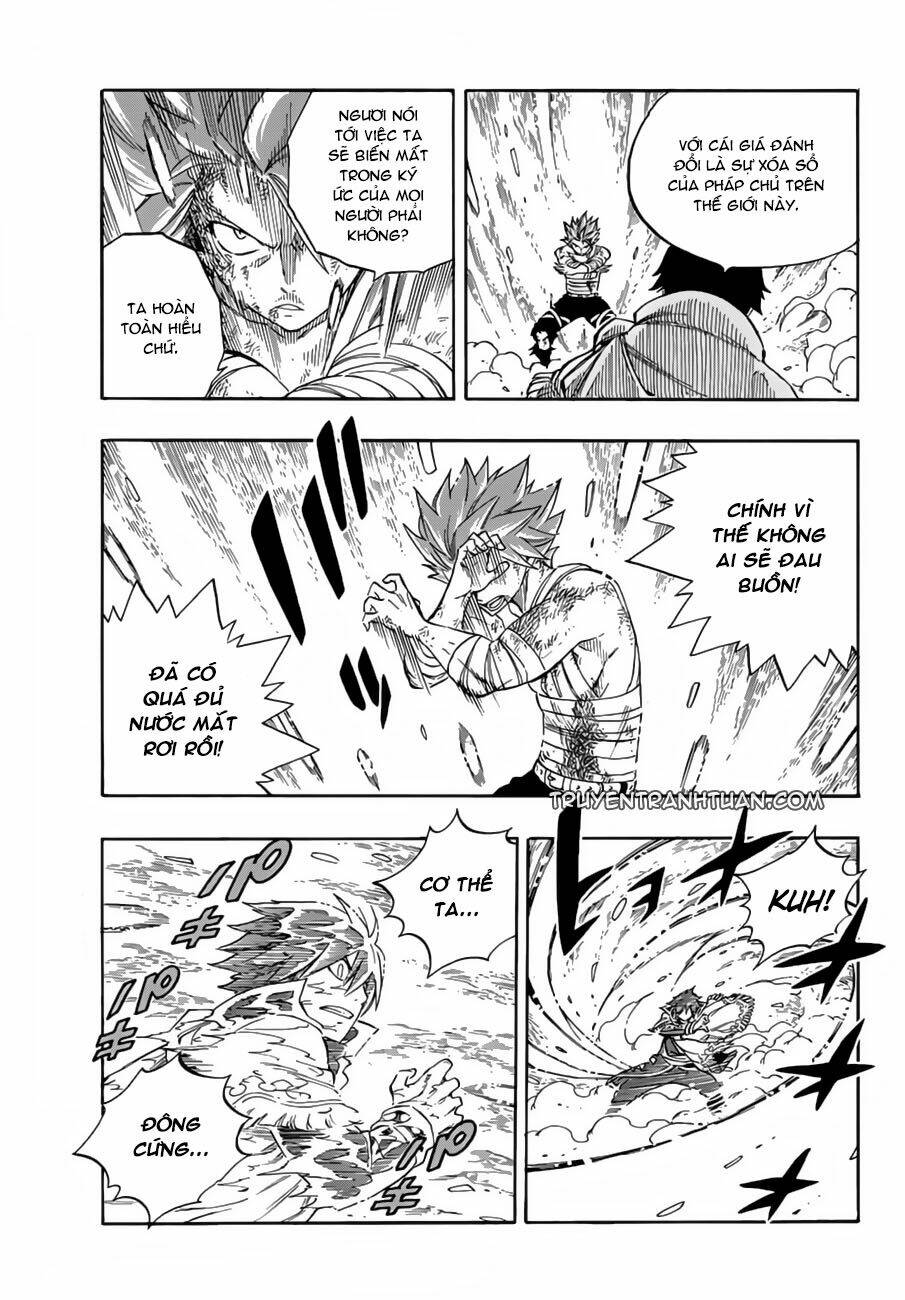 VỚI CÁI GIÁ ĐÁNH
ĐỔI LÀ SỰ XÓA SỔ
CỦA PHÁP CHỦ TRÊN
THẾ GIỚI NÀY.
NGƯƠI NÓI
TỚI VIỆC TA
SẼ BIẾN MẤT
TRONG KÝ
ỨC CỦA MỌI
NGƯỜI PHẢI
KHÔNG?
TA HOÀN
TOÀN HIỂU
CHỨ.
CHÍNH VÌ
THẾ KHÔNG
AI SẼ ĐAU
BUỒN!
ĐÃ CÓ
QUÁ ĐỦ
NƯỚC MẮT
RƠI RỒI!
TRUYENTRANHTUAN.COM
KUH!
CƠ THỂ
TA...
ĐÔNG
CỨNG...